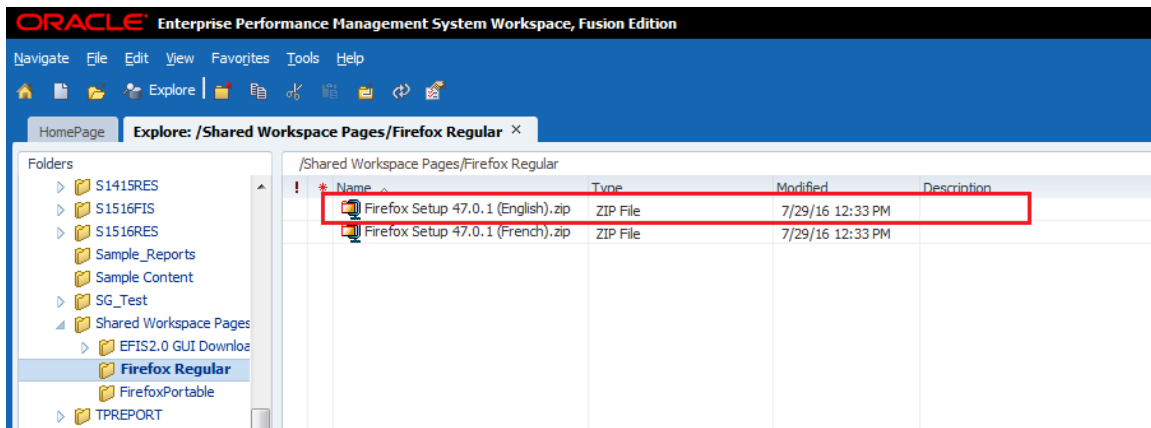 ORACLE Enterprise Performance Management System Workspace, Fusion Edition
Navigate File Edit View Favorites Tools Help
Explore
HomePage Explore: /Shared Workspace Pages/Firefox Regular ×
Folders
S1415RES
S1516FIS
S1516RES
Sample_Reports
Sample Content
SG_Test
Shared Workspace Pages
EFIS2.0 GUI Downloa
Firefox Regular
FirefoxPortable
TPREPORT
/Shared Workspace Pages/Firefox Regular
! * Name Type Modified Description
Firefox Setup 47.0.1 (English).zip ZIP File 7/29/16 12:33 PM
Firefox Setup 47.0.1 (French).zip ZIP File 7/29/16 12:33 PM